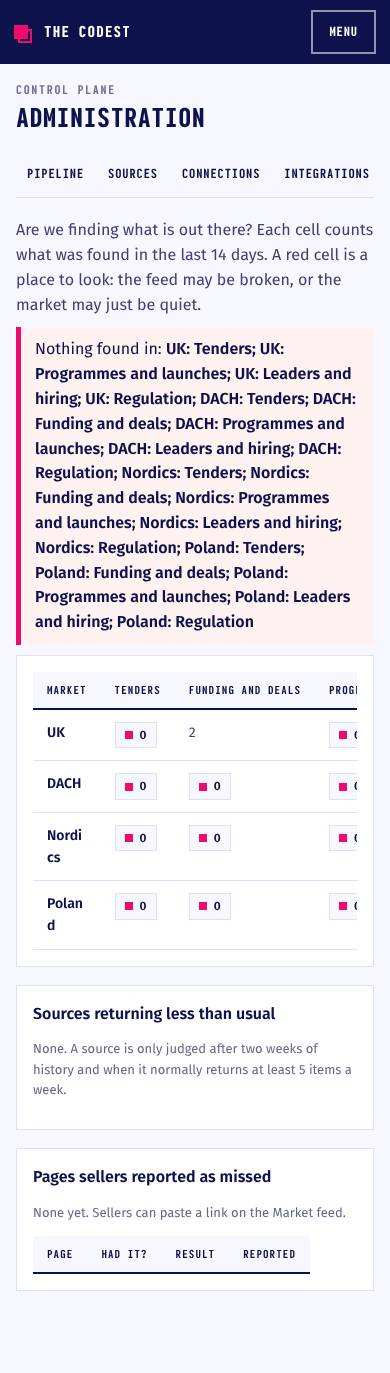 THE CODEST
MENU
CONTROL PLANE
ADMINISTRATION
PIPELINE SOURCES CONNECTIONS INTEGRATIONS
Are we finding what is out there? Each cell counts
what was found in the last 14 days. A red cell is a
place to look: the feed may be broken, or the
market may just be quiet.
Nothing found in: UK: Tenders; UK:
Programmes and launches; UK: Leaders and
hiring; UK: Regulation; DACH: Tenders; DACH:
Funding and deals; DACH: Programmes and
launches; DACH: Leaders and hiring; DACH:
Regulation; Nordics: Tenders; Nordics:
Funding and deals; Nordics: Programmes
and launches; Nordics: Leaders and hiring;
Nordics: Regulation; Poland: Tenders;
Poland: Funding and deals; Poland:
Programmes and launches; Poland: Leaders
and hiring; Poland: Regulation
MARKET TENDERS FUNDING AND DEALS
UK 0 2
DACH 0 0
Nordi 0 0
cs
Polan 0 0
d
Sources returning less than usual
None. A source is only judged after two weeks of
history and when it normally returns at least 5 items a
week.
Pages sellers reported as missed
None yet. Sellers can paste a link on the Market feed.
PAGE HAD IT? RESULT REPORTED